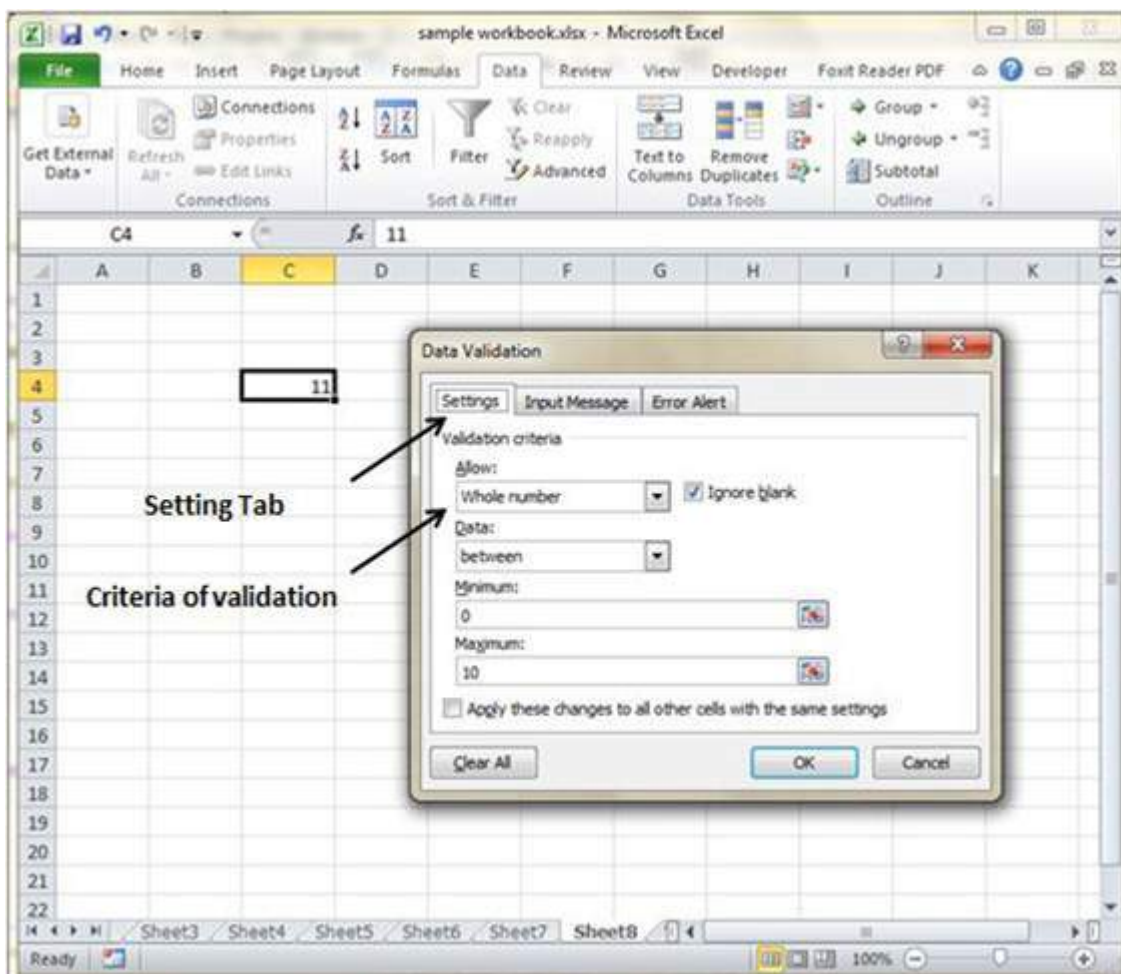 sample workbook.xlsx - Microsoft Excel
File Home Insert Page Layout Formulas Data Review View Developer Foxit Reader PDF
Get External Data
Refresh All
Connections
Properties
Edit Links
Connections
Sort
Filter
Clear
Reapply
Advanced
Sort & Filter
Text to Columns
Remove Duplicates
Data Tools
Group
Ungroup
Subtotal
Outline
C4 fx 11
A B C D E F G H I J K
1
2
3
4 11
5
6
7
8
9
10
11
12
13
14
15
16
17
18
19
20
21
22
Setting Tab
Criteria of validation
Data Validation
Settings Input Message Error Alert
Validation criteria
Allow:
Whole number Ignore blank
Data:
between
Minimum:
0
Maximum:
10
Apply these changes to all other cells with the same settings
Clear All OK Cancel
Sheet3 Sheet4 Sheet5 Sheet6 Sheet7 Sheet8
Ready 100%